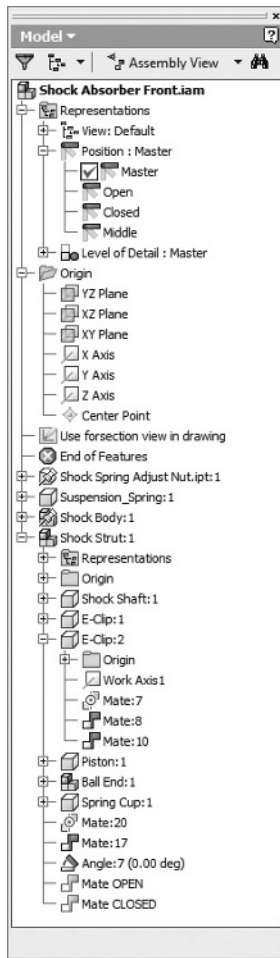 Model
Assembly View
Shock Absorber Front.iam
Representations
View: Default
Position : Master
Master
Open
Closed
Middle
Level of Detail : Master
Origin
YZ Plane
XZ Plane
XY Plane
X Axis
Y Axis
Z Axis
Center Point
Use forsection view in drawing
End of Features
Shock Spring Adjust Nut.ipt:1
Suspension_Spring:1
Shock Body:1
Shock Strut:1
Representations
Origin
Shock Shaft:1
E-Clip:1
E-Clip:2
Origin
Work Axis1
Mate:7
Mate:8
Mate:10
Piston:1
Ball End:1
Spring Cup:1
Mate:20
Mate:17
Angle:7 (0.00 deg)
Mate OPEN
Mate CLOSED